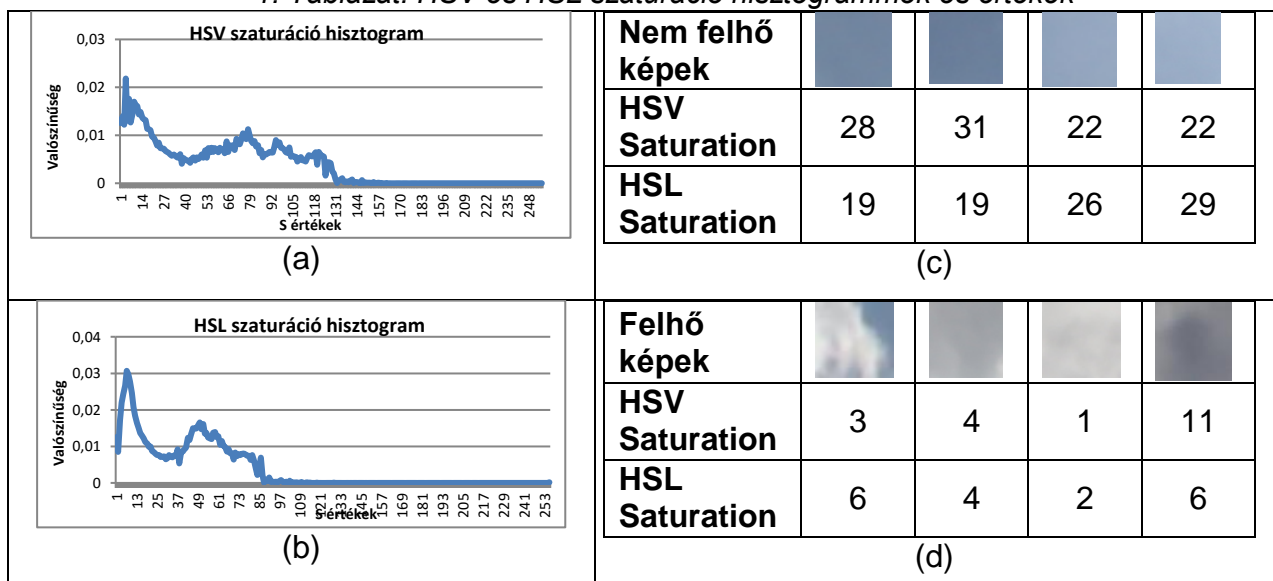 1. Táblázat: HSV és HSL szaturáció hisztogrammok és értékek
HSV szaturáció hisztogram
Valószínűség
0,03
0,02
0,01
0
1 14 27 40 53 66 79 92 105 118 131 144 157 170 183 196 209 222 235 248
S értékek
(a)
Nem felhő
képek
HSV
Saturation
28 31 22 22
HSL
Saturation
19 19 26 29
(c)
HSL szaturáció hisztogram
Valószínűség
0,04
0,03
0,02
0,01
0
1 13 25 37 49 61 73 85 97 109 121 133 145 157 169 181 193 205 217 229 241 253
S értékek
(b)
Felhő
képek
HSV
Saturation
3 4 1 11
HSL
Saturation
6 4 2 6
(d)